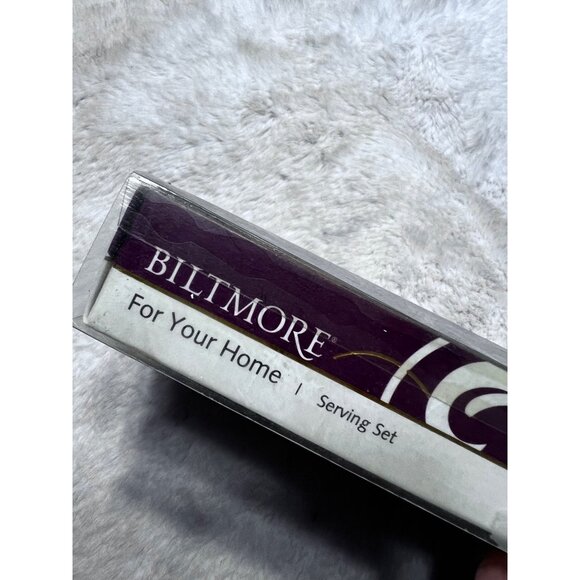 BILTMORE®
For Your Home | Serving Set